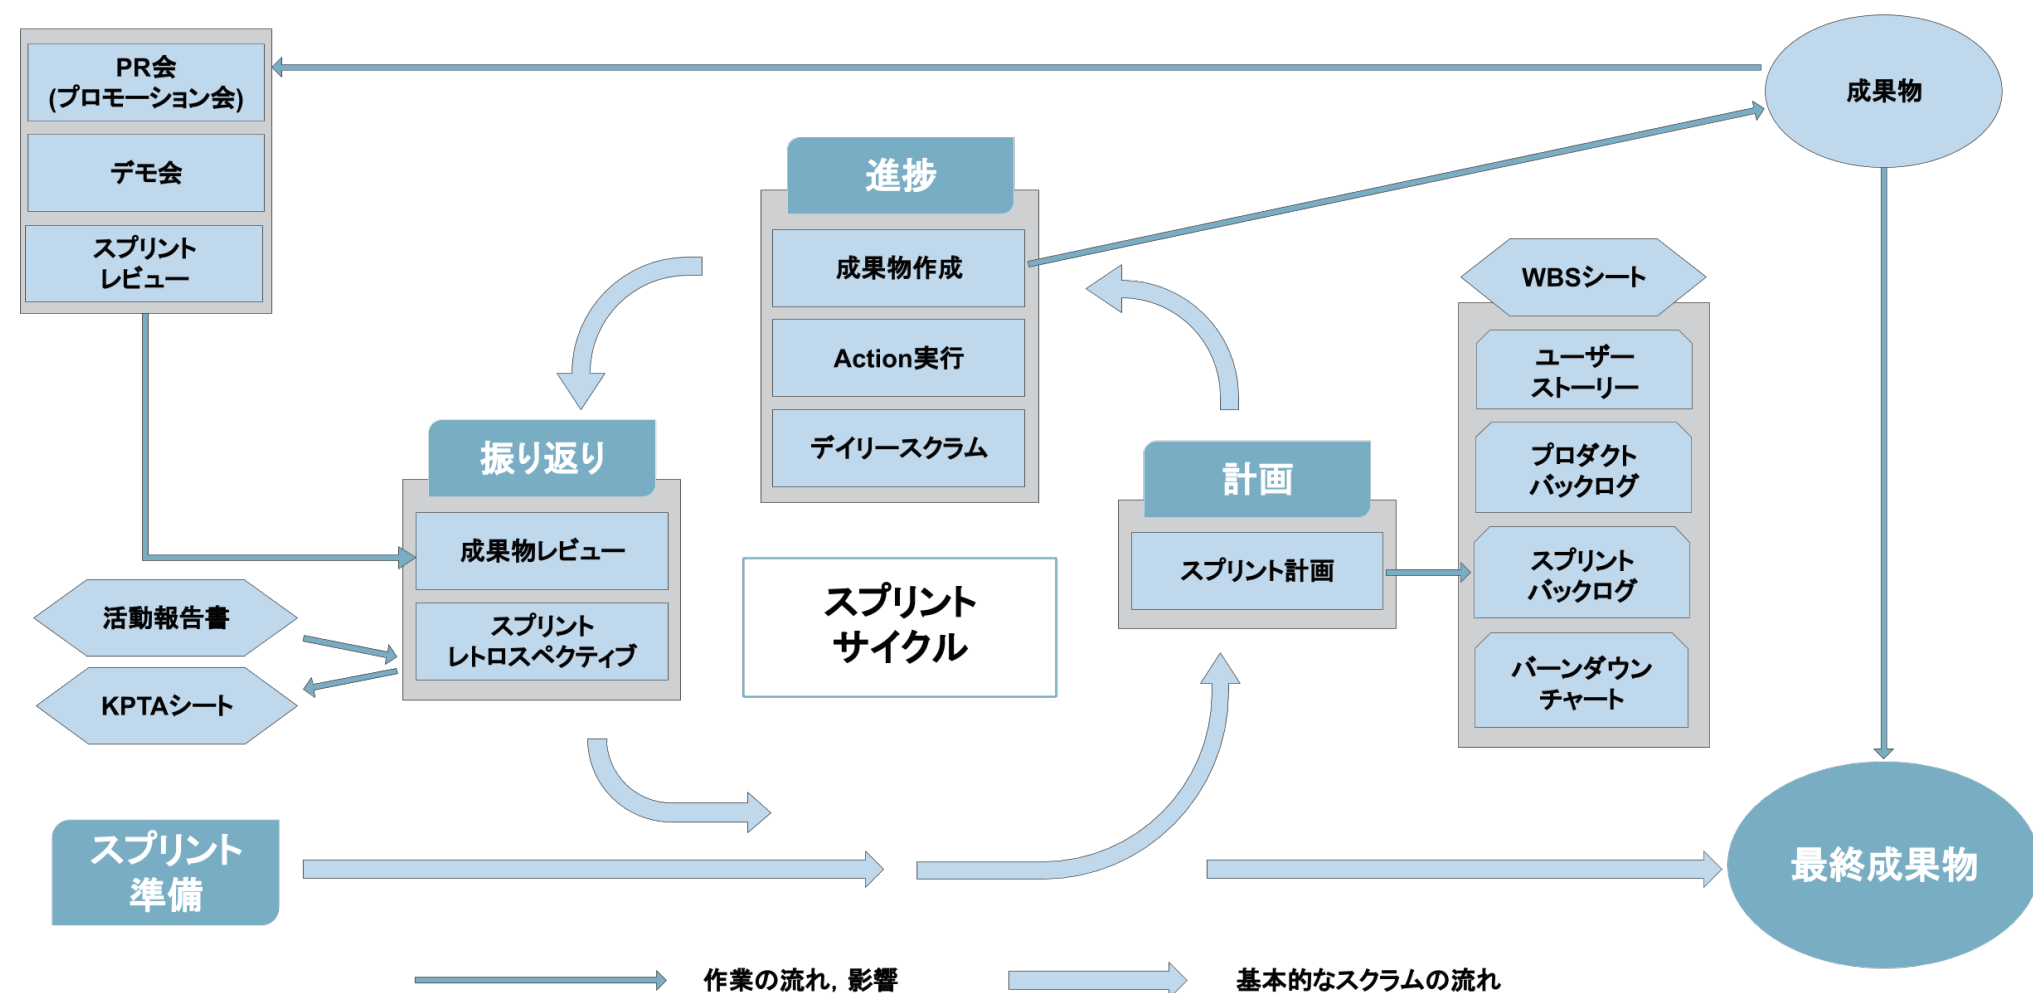 PR会
(プロモーション会)
デモ会
スプリント
レビュー
成果物
進捗
成果物作成
Action実行
デイリースクラム
WBSシート
ユーザー
ストーリー
プロダクト
バックログ
スプリント
バックログ
バーンダウン
チャート
振り返り
成果物レビュー
スプリント
レトロスペクティブ
計画
スプリント計画
スプリント
サイクル
活動報告書
KPTAシート
スプリント
準備
最終成果物
作業の流れ, 影響
基本的なスクラムの流れ